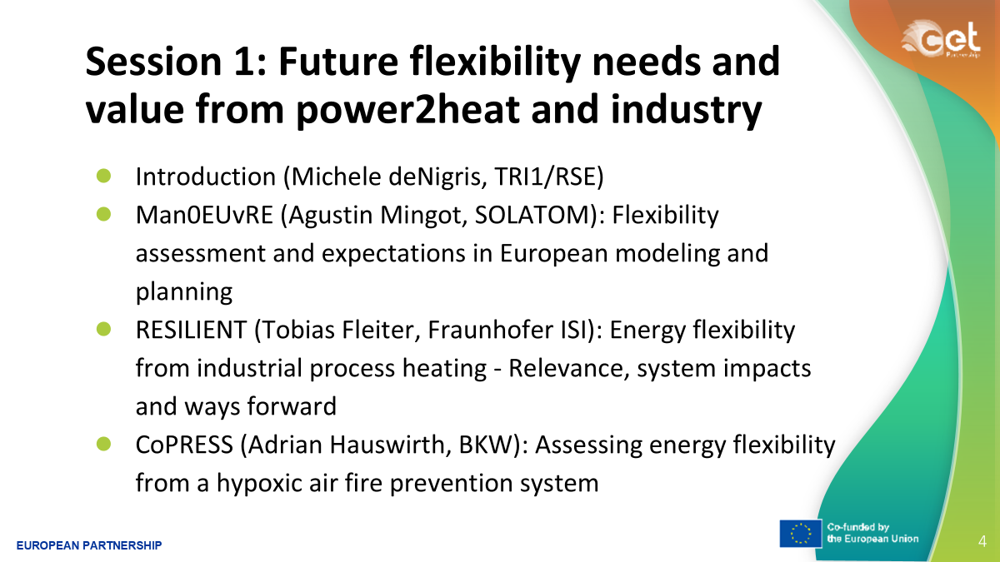 cet
Partnership
Session 1: Future flexibility needs and
value from power2heat and industry
Introduction (Michele deNigris, TRI1/RSE)
Man0EUvRE (Agustin Mingot, SOLATOM): Flexibility
assessment and expectations in European modeling and
planning
RESILIENT (Tobias Fleiter, Fraunhofer ISI): Energy flexibility
from industrial process heating - Relevance, system impacts
and ways forward
CoPRESS (Adrian Hauswirth, BKW): Assessing energy flexibility
from a hypoxic air fire prevention system
EUROPEAN PARTNERSHIP
Co-funded by
the European Union
4